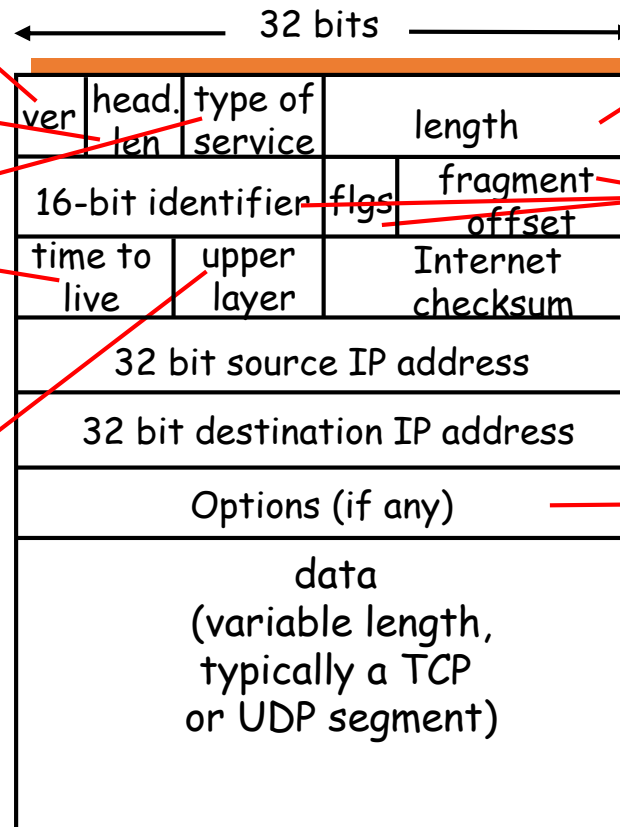 32 bits
ver
head.
len
type of
service
length
16-bit identifier
flgs
fragment
offset
time to
live
upper
layer
Internet
checksum
32 bit source IP address
32 bit destination IP address
Options (if any)
data
(variable length,
typically a TCP
or UDP segment)